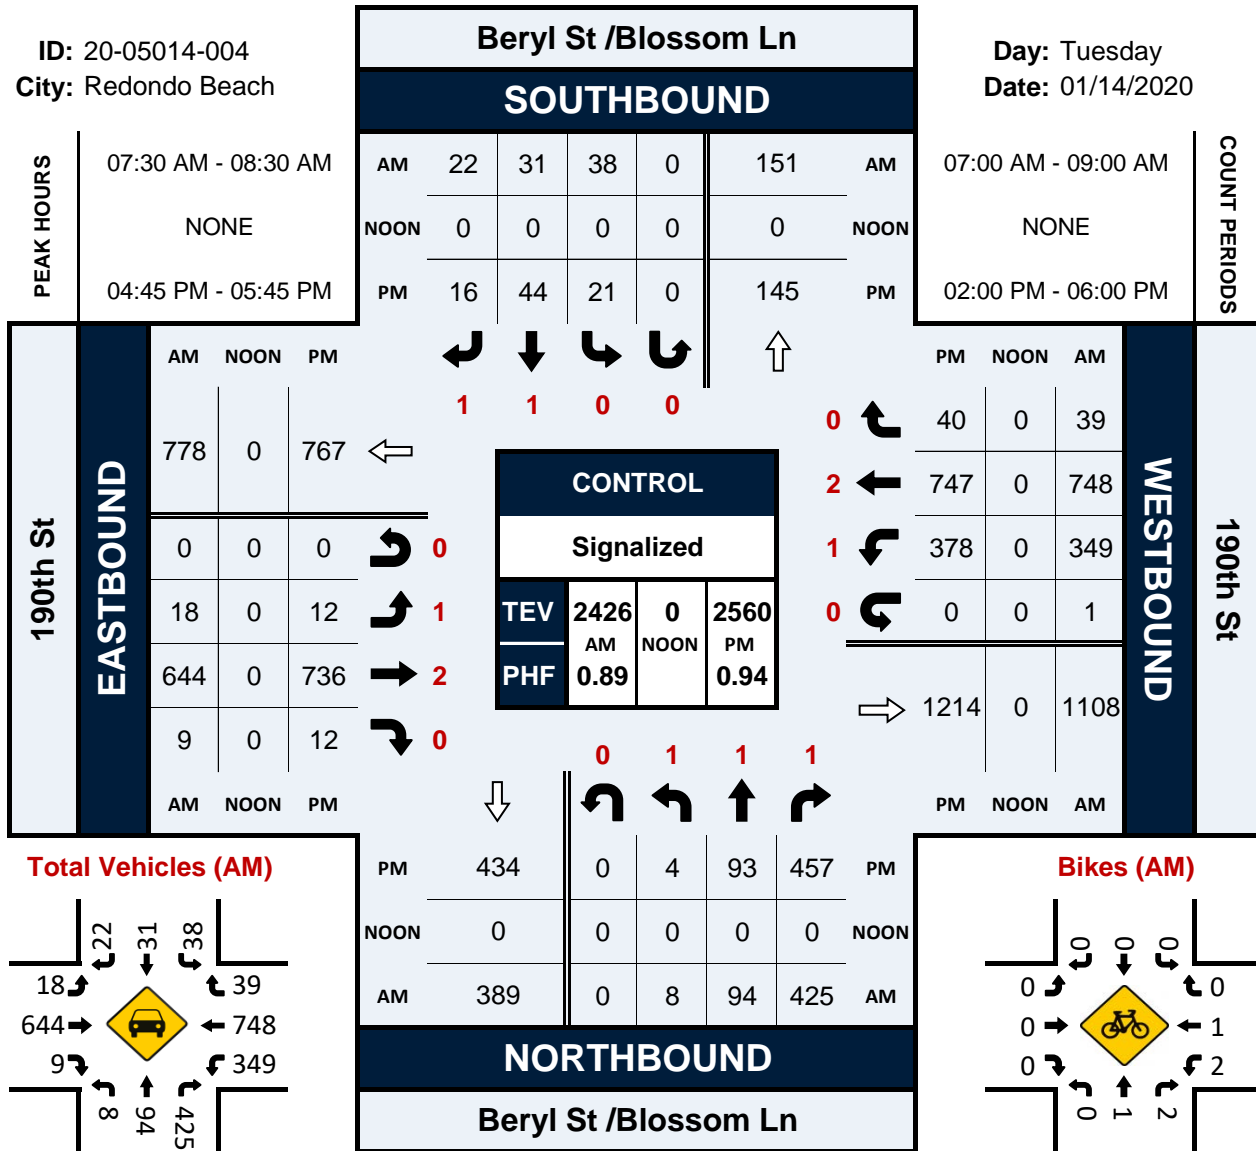 Beryl St /Blossom Ln
ID: 20-05014-004
Day: Tuesday
City: Redondo Beach
Date: 01/14/2020
SOUTHBOUND
PEAK HOURS
07:30 AM - 08:30 AM
AM 22 31 38 0 151 AM
07:00 AM - 09:00 AM
COUNT PERIODS
NONE
NOON 0 0 0 0 0 NOON
NONE
04:45 PM - 05:45 PM
PM 16 44 21 0 145 PM
02:00 PM - 06:00 PM
190th St
EASTBOUND
AM NOON PM
PM NOON AM
1 1 0 0
0 40 0 39
778 0 767
CONTROL
2 747 0 748
WESTBOUND
190th St
0 0 0 0
Signalized
1 378 0 349
18 0 12 1
TEV 2426 0 2560
AM NOON PM
0 0 0 1
644 0 736 2
PHF 0.89 0.94
1214 0 1108
9 0 12 0
0 1 1 1
AM NOON PM
PM NOON AM
Total Vehicles (AM)
PM 434 0 4 93 457 PM
Bikes (AM)
NOON 0 0 0 0 0 NOON
22 31 38
0 0 0
AM 389 0 8 94 425 AM
18 39
0 0
644 748
0 1
9 349
0 2
8 94 425
0 1 2
NORTHBOUND
Beryl St /Blossom Ln